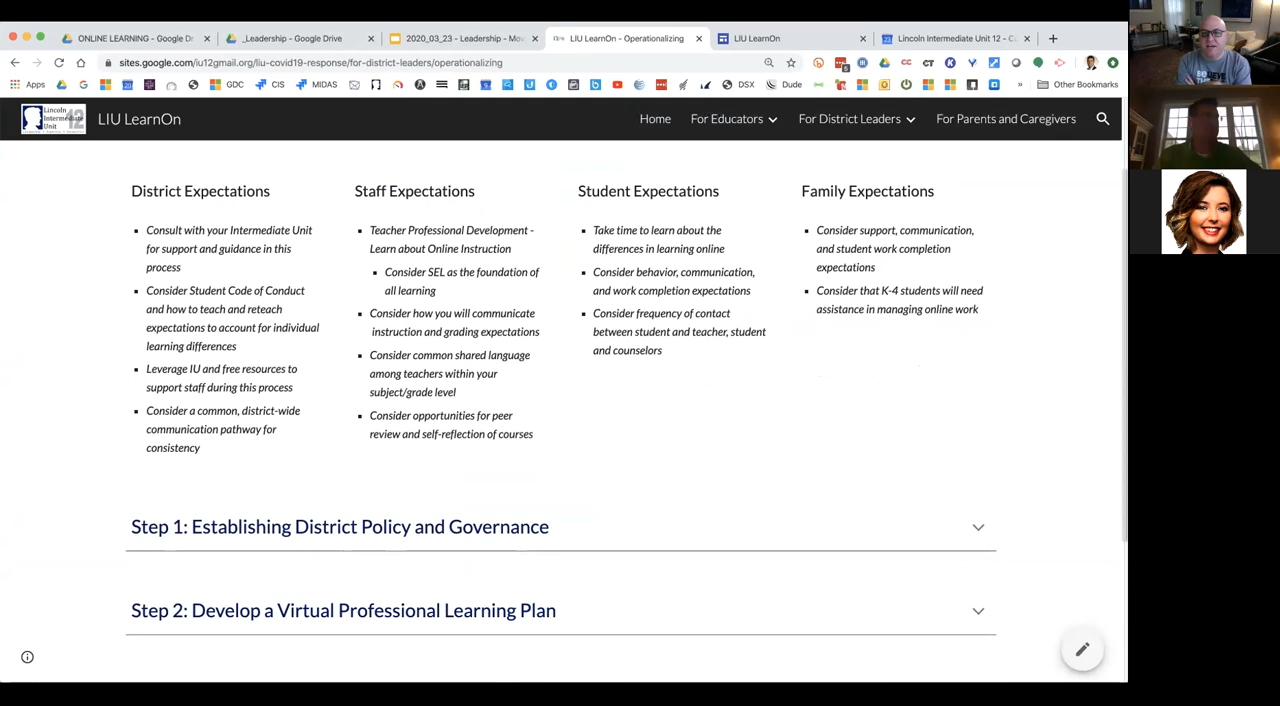 ONLINE LEARNING - Google Dr
_Leadership - Google Drive
2020_03_23 - Leadership - Mov
LIU LearnOn - Operationalizing
LIU LearnOn
Lincoln Intermediate Unit 12 - C
sites.google.com/iu12gmail.org/liu-covid19-response/for-district-leaders/operationalizing
Apps
GDC
CIS
MIDAS
DSX
Dude
Other Bookmarks
Lincoln
Intermediate
Unit
12
LIU LearnOn
Home
For Educators
For District Leaders
For Parents and Caregivers
District Expectations
Consult with your Intermediate Unit
for support and guidance in this
process
Consider Student Code of Conduct
and how to teach and reteach
expectations to account for individual
learning differences
Leverage IU and free resources to
support staff during this process
Consider a common, district-wide
communication pathway for
consistency
Staff Expectations
Teacher Professional Development -
Learn about Online Instruction
Consider SEL as the foundation of
all learning
Consider how you will communicate
instruction and grading expectations
Consider common shared language
among teachers within your
subject/grade level
Consider opportunities for peer
review and self-reflection of courses
Student Expectations
Take time to learn about the
differences in learning online
Consider behavior, communication,
and work completion expectations
Consider frequency of contact
between student and teacher, student
and counselors
Family Expectations
Consider support, communication,
and student work completion
expectations
Consider that K-4 students will need
assistance in managing online work
Step 1: Establishing District Policy and Governance
Step 2: Develop a Virtual Professional Learning Plan